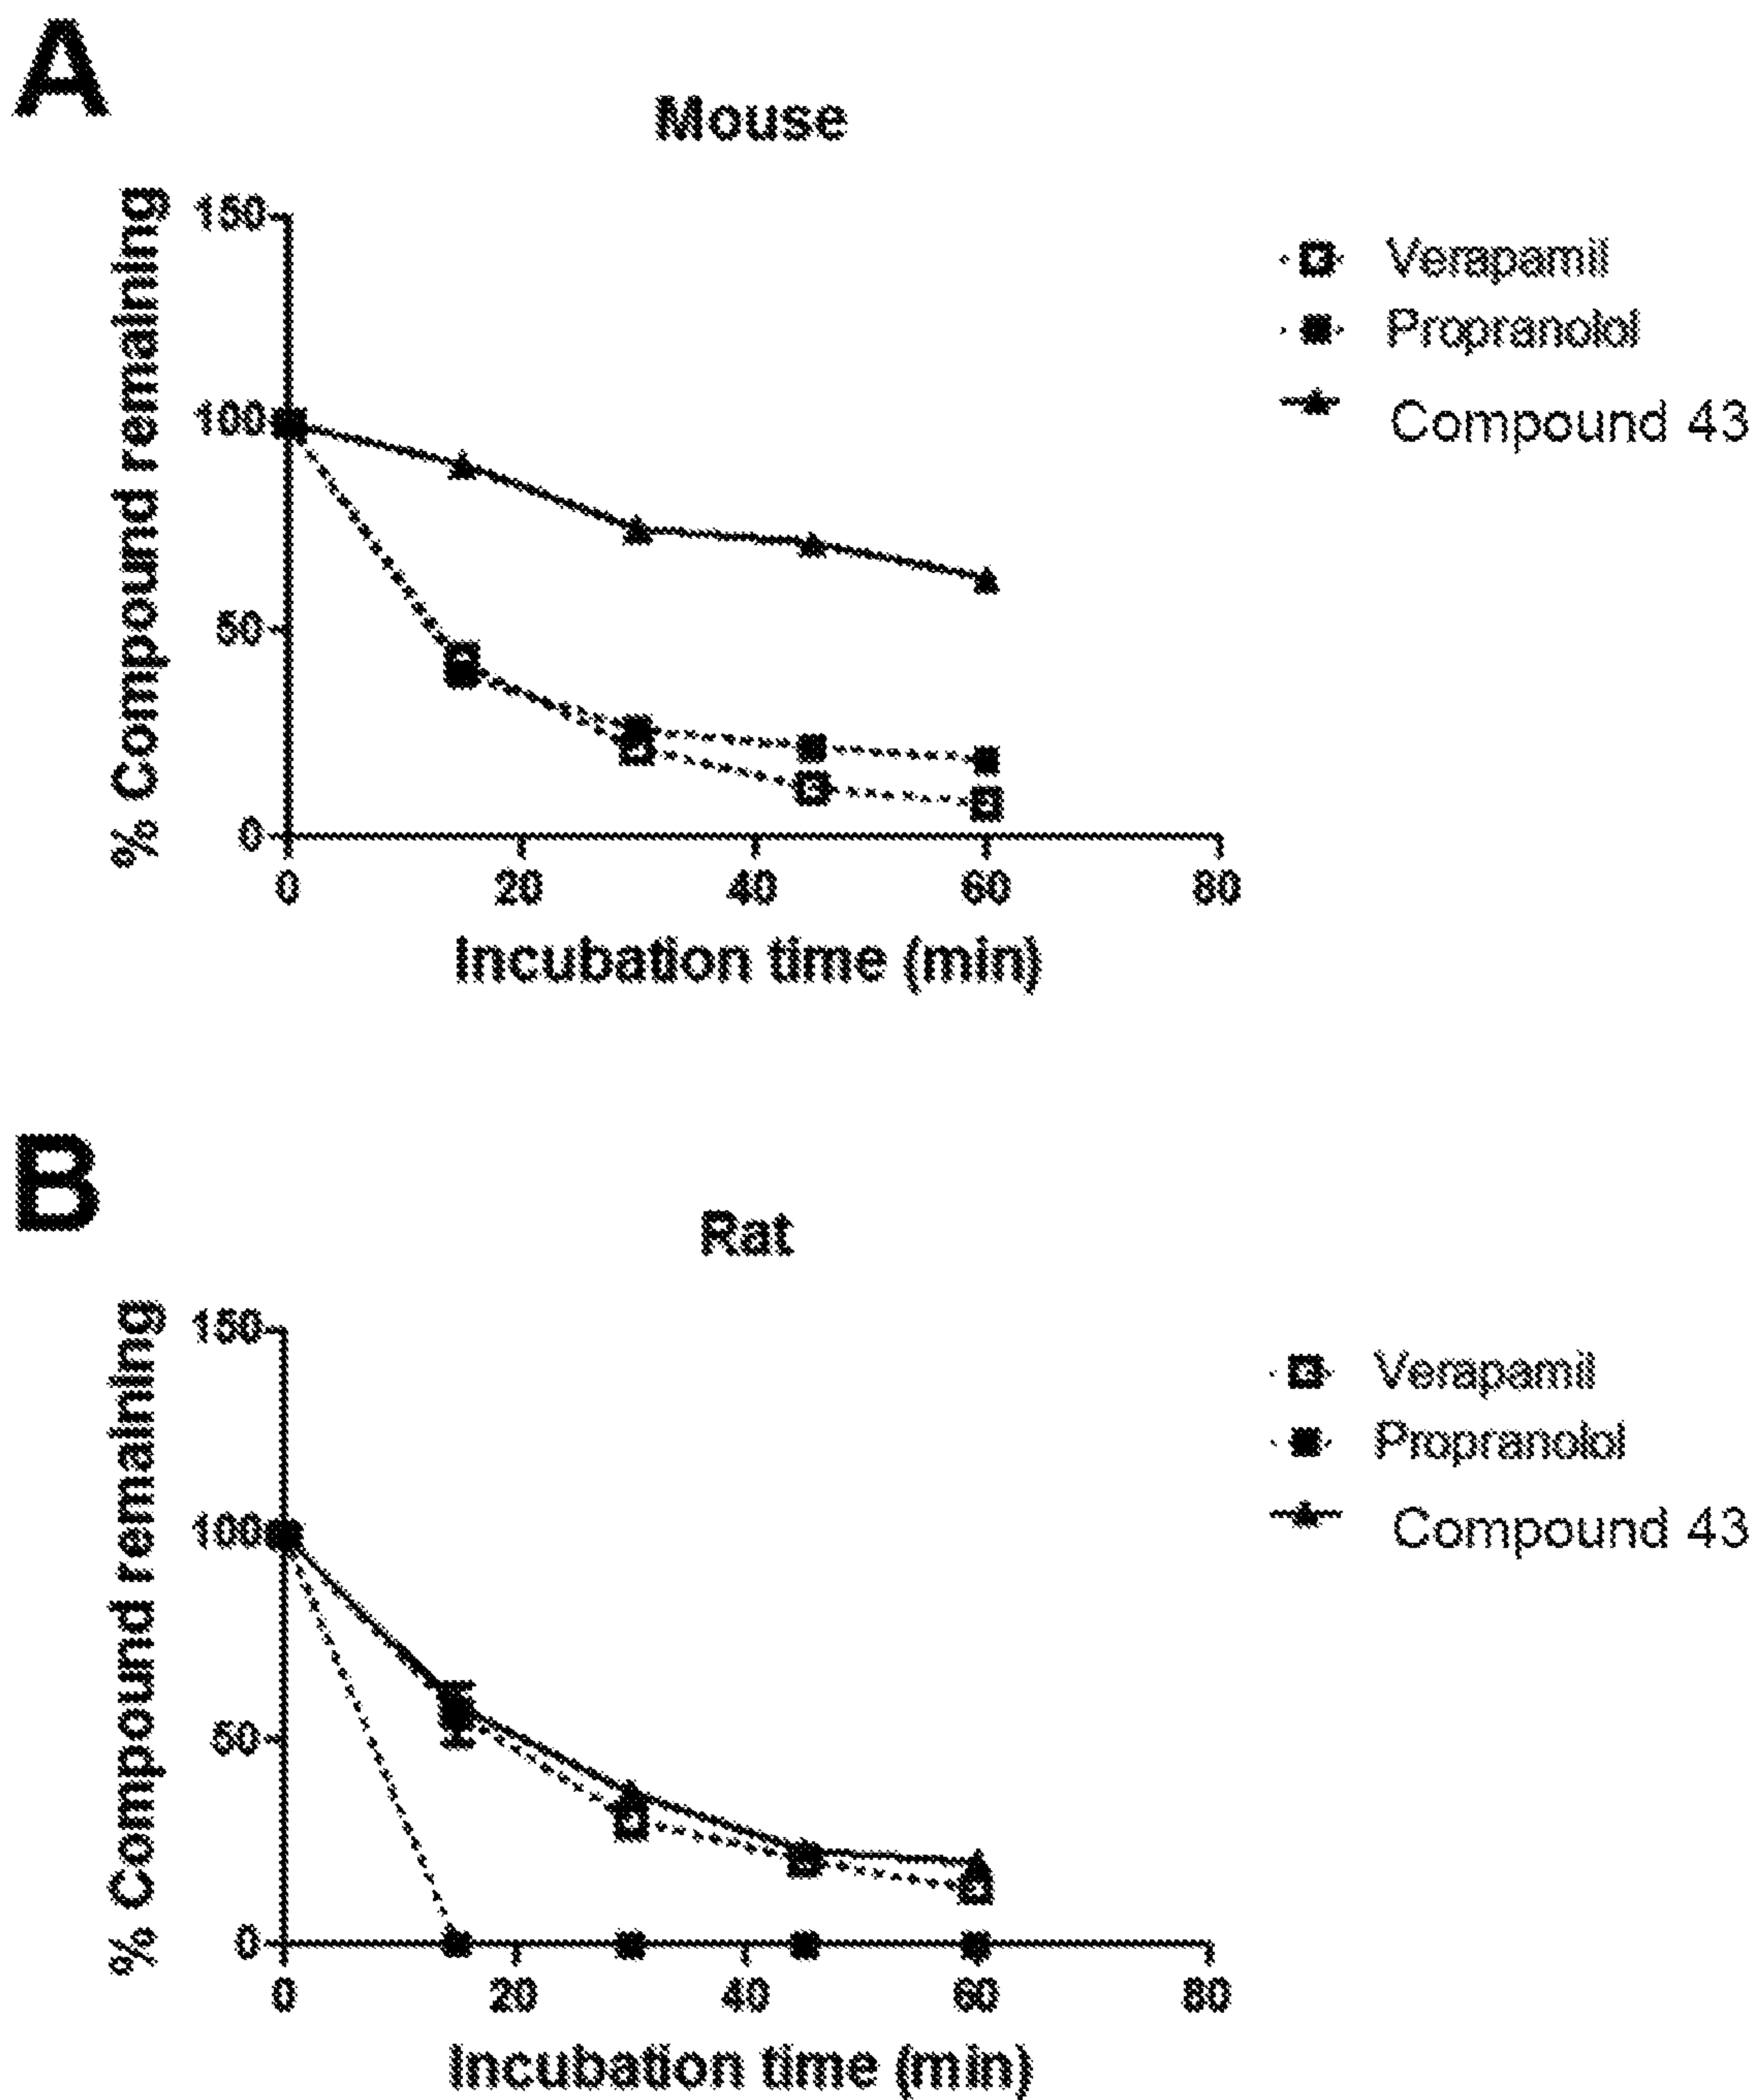 A
Mouse
% Compound remaining
150
100
50
0
0 20 40 60 80
Incubation time (min)
Verapamil
Propranolol
Compound 43
B
Rat
% Compound remaining
150
100
50
0
0 20 40 60 80
Incubation time (min)
Verapamil
Propranolol
Compound 43